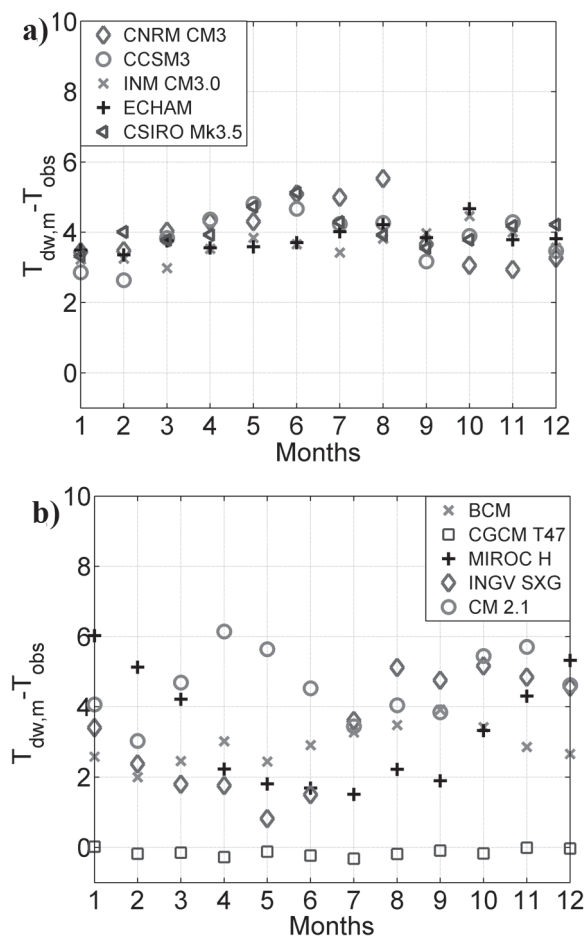 a)
10
8
6
4
2
0
T_dw,m-T_obs
CNRM CM3
CCSM3
INM CM3.0
ECHAM
CSIRO Mk3.5
1 2 3 4 5 6 7 8 9 10 11 12
Months
b)
10
8
6
4
2
0
T_dw,m-T_obs
BCM
CGCM T47
MIROC H
INGV SXG
CM 2.1
1 2 3 4 5 6 7 8 9 10 11 12
Months